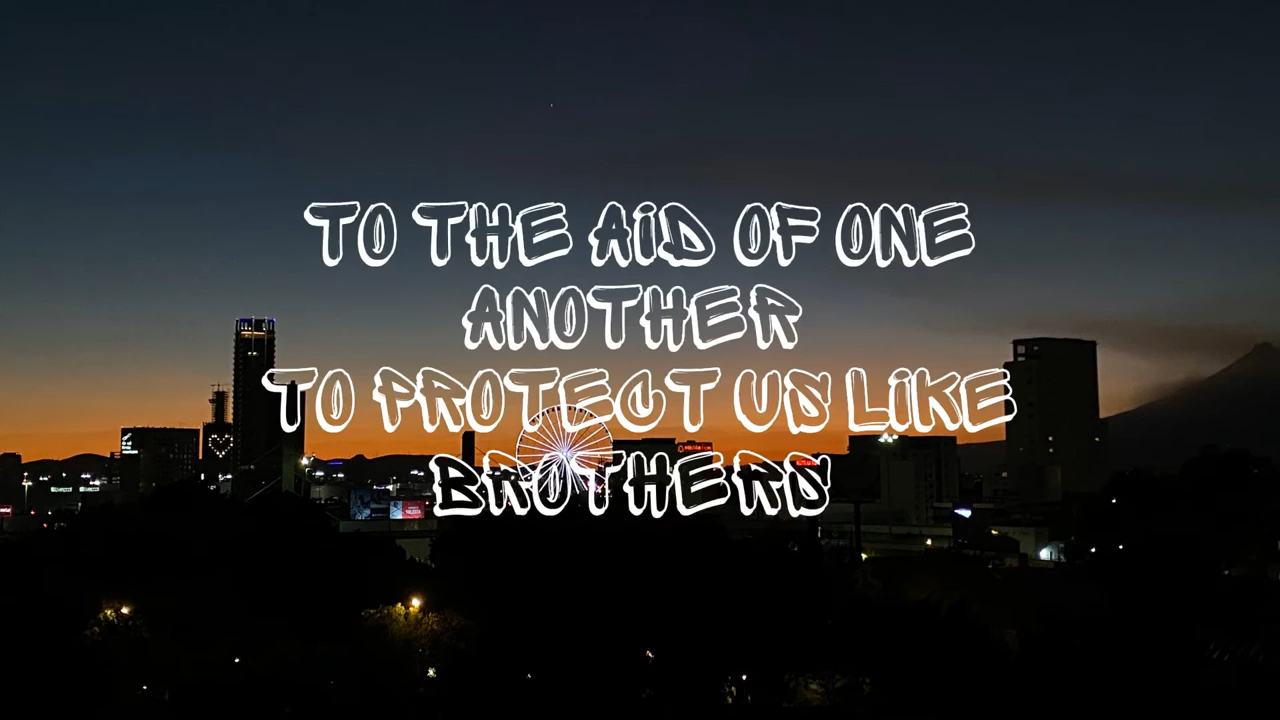 TO THE AID OF ONE
ANOTHER
TO PROTECT US LIKE
BROTHERS